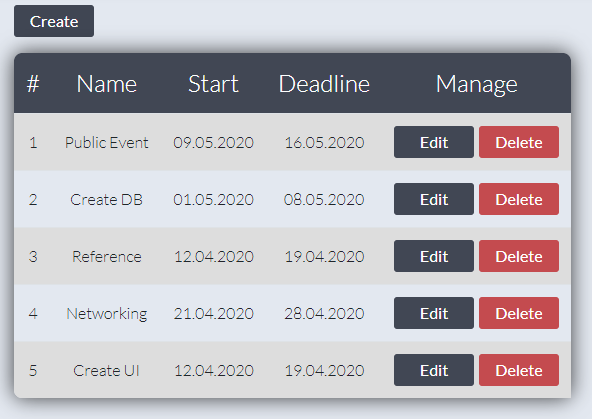 Create
# Name Start Deadline Manage
1 Public Event 09.05.2020 16.05.2020 Edit Delete
2 Create DB 01.05.2020 08.05.2020 Edit Delete
3 Reference 12.04.2020 19.04.2020 Edit Delete
4 Networking 21.04.2020 28.04.2020 Edit Delete
5 Create UI 12.04.2020 19.04.2020 Edit Delete